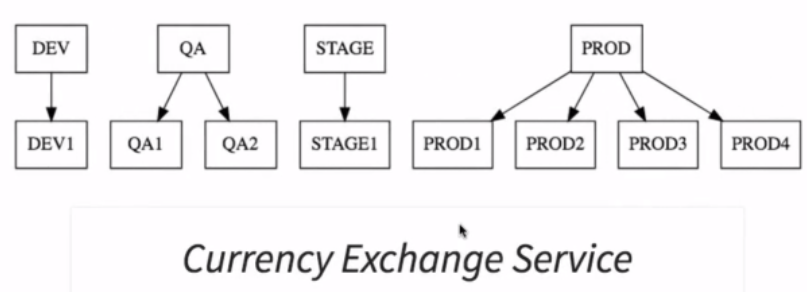 DEV QA STAGE PROD
DEV1 QA1 QA2 STAGE1 PROD1 PROD2 PROD3 PROD4
Currency Exchange Service